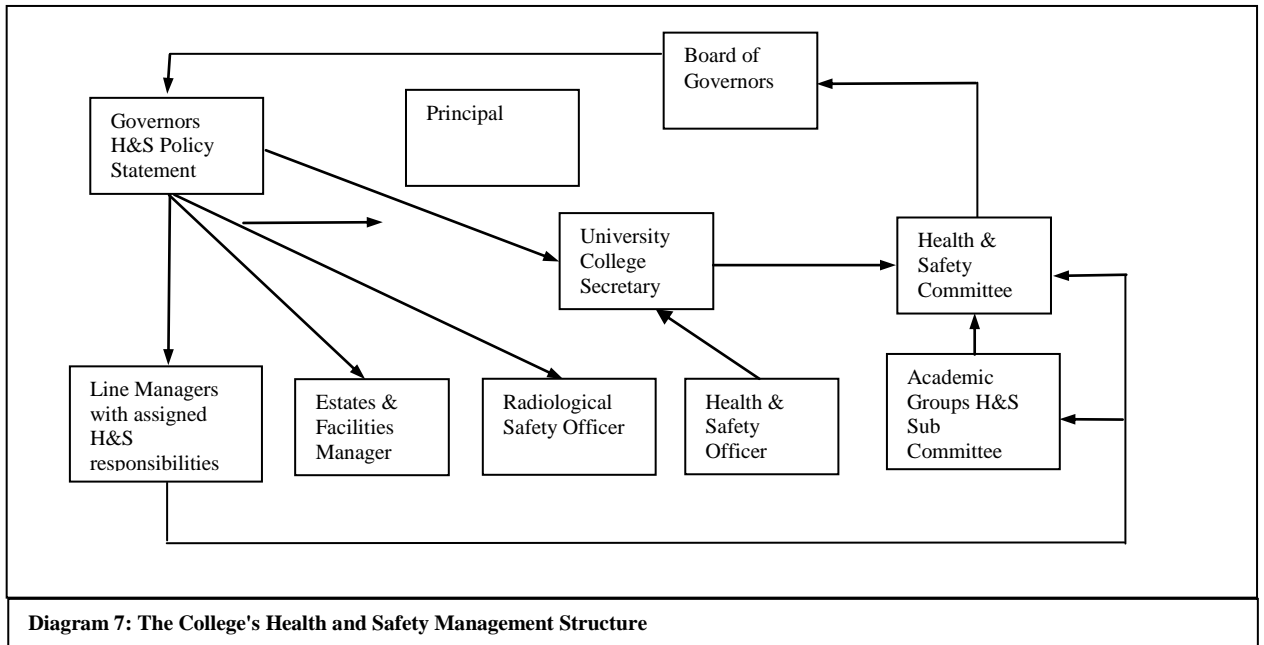 Board of
Governors
Governors
H&S Policy
Statement
Principal
University
College
Secretary
Health &
Safety
Committee
Line Managers
with assigned
H&S
responsibilities
Estates &
Facilities
Manager
Radiological
Safety Officer
Health &
Safety
Officer
Academic
Groups H&S
Sub
Committee
Diagram 7: The College's Health and Safety Management Structure